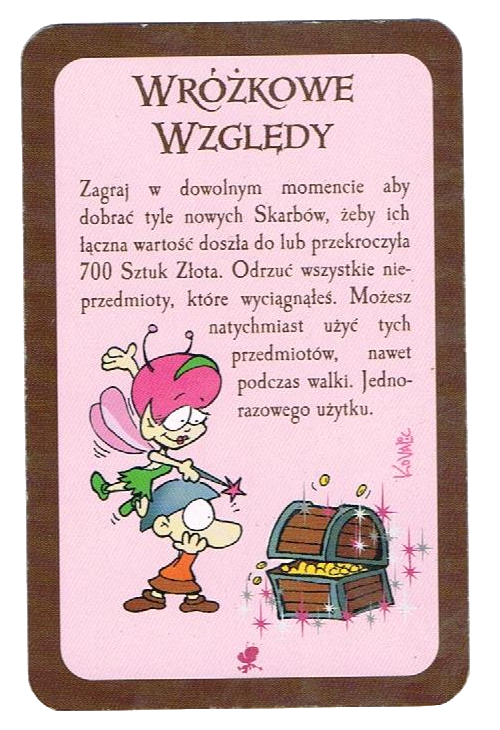 WRÓŻKOWE
WZGLĘDY
Zagraj w dowolnym momencie aby
dobrać tyle nowych Skarbów, żeby ich
łączna wartość doszła do lub przekroczyła
700 Sztuk Złota. Odrzuć wszystkie nie-
przedmioty, które wyciągnąłeś. Możesz
natychmiast użyć tych
przedmiotów, nawet
podczas walki. Jedno-
razowego użytku.
KOVALIC